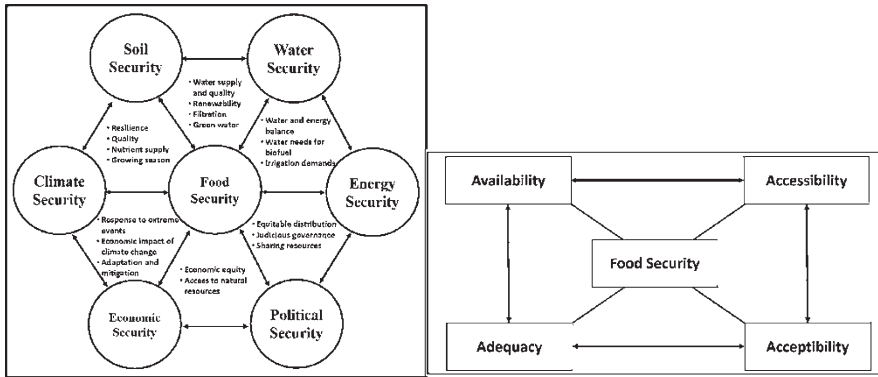 Soil
Security
Water
Security
• Water supply
and quality
• Renewability
• Filtration
• Green water
• Resilience
• Quality
• Nutrient supply
• Growing season
• Water and energy
balance
• Water needs for
biofuel
• Irrigation demands
Climate
Security
Food
Security
Energy
Security
• Response to extreme
events
• Economic impact of
climate change
• Adaptation and
mitigation
• Equitable distribution
• Judicious governance
• Sharing resources
• Economic equity
• Access to natural
resources
Economic
Security
Political
Security
Availability
Accessibility
Food Security
Adequacy
Acceptibility